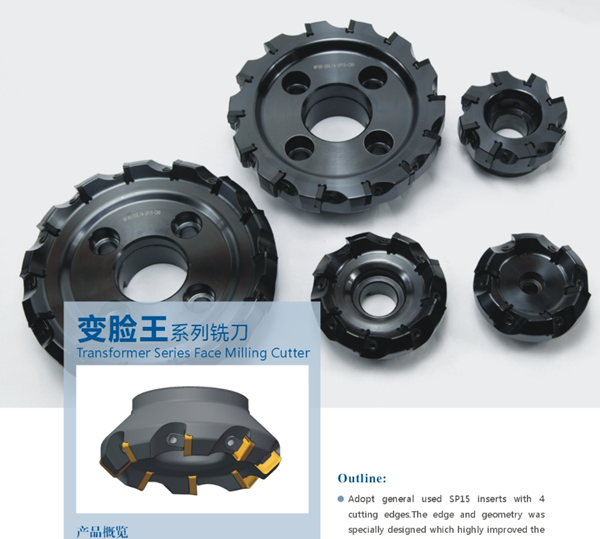 变脸王系列铣刀
Transformer Series Face Milling Cutter
产品概览
Outline:
Adopt general used SP15 inserts with 4
cutting edges.The edge and geometry was
specially designed which highly improved the